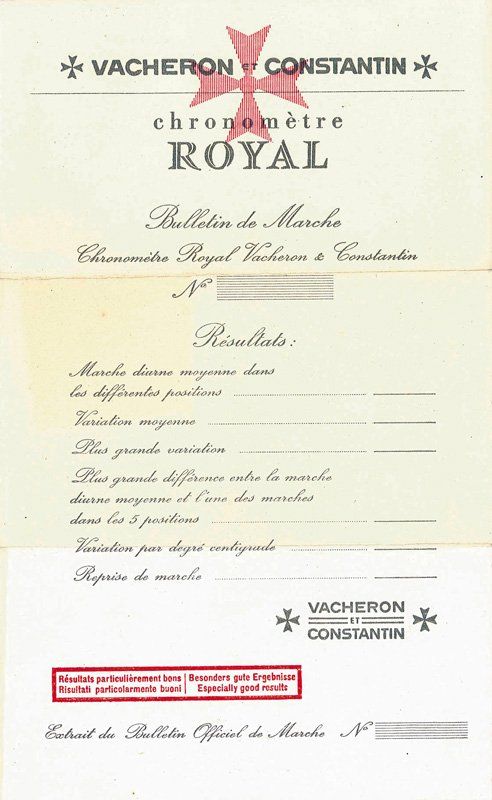 VACHERON ET CONSTANTIN
chronomètre
ROYAL
Bulletin de Marche
Chronomètre Royal Vacheron & Constantin
No
Résultats :
Marche diurne moyenne dans
les différentes positions
Variation moyenne
Plus grande variation
Plus grande différence entre la marche
diurne moyenne et l'une des marches
dans les 5 positions
Variation par degré centigrade
Reprise de marche
VACHERON
ET
CONSTANTIN
Résultats particulièrement bons | Besonders gute Ergebnisse
Risultati particolarmente buoni | Especially good results
Extrait du Bulletin Officiel de Marche No